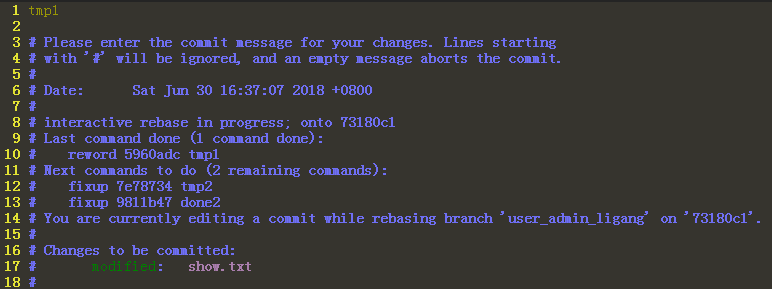 1 tmp1
2
3 # Please enter the commit message for your changes. Lines starting
4 # with '#' will be ignored, and an empty message aborts the commit.
5 #
6 # Date:      Sat Jun 30 16:37:07 2018 +0800
7 #
8 # interactive rebase in progress; onto 73180c1
9 # Last command done (1 command done):
10 #    reword 5960adc tmp1
11 # Next commands to do (2 remaining commands):
12 #    fixup 7e78734 tmp2
13 #    fixup 9811b47 done2
14 # You are currently editing a commit while rebasing branch 'user_admin_ligang' on '73180c1'.
15 #
16 # Changes to be committed:
17 #       modified:   show.txt
18 #